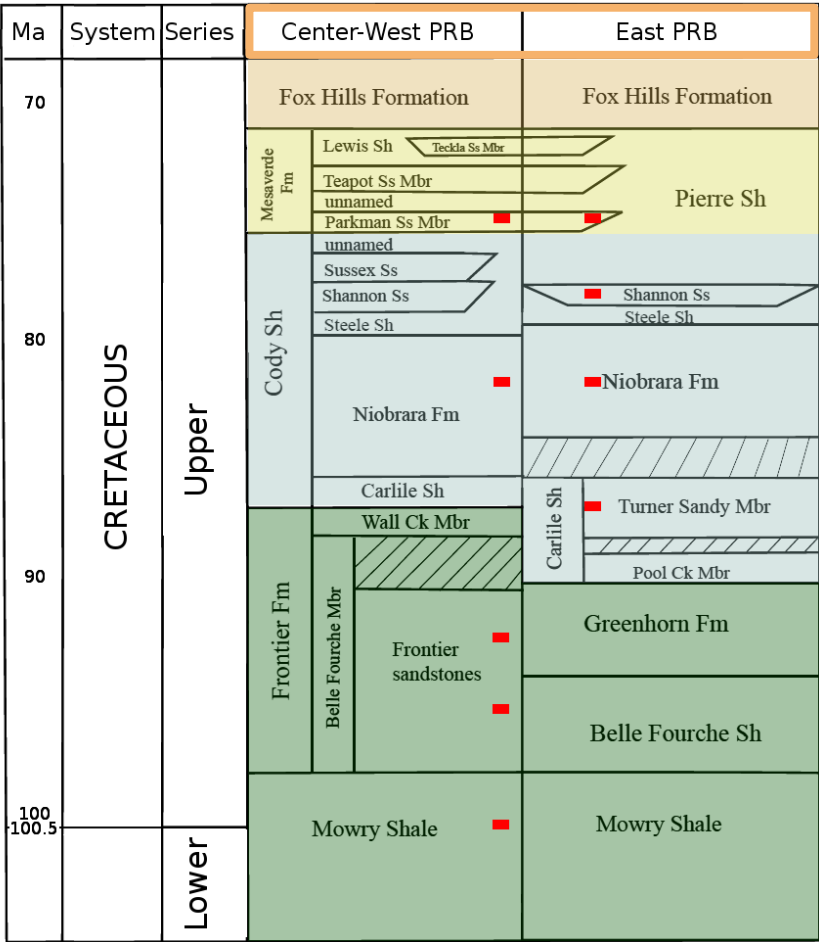 Ma System Series Center-West PRB East PRB
70
Fox Hills Formation
Fox Hills Formation
Mesaverde
Fm
Lewis Sh
Teckla Ss Mbr
Teapot Ss Mbr
unnamed
Parkman Ss Mbr
Pierre Sh
unnamed
Sussex Ss
Shannon Ss
Shannon Ss
Steele Sh
Steele Sh
80
Cody Sh
CRETACEOUS
Upper
Niobrara Fm
Niobrara Fm
Carlile Sh
Carlile Sh
Turner Sandy Mbr
Wall Ck Mbr
Pool Ck Mbr
90
Frontier Fm
Belle Fourche Mbr
Frontier
sandstones
Greenhorn Fm
Belle Fourche Sh
100
100.5
Mowry Shale
Mowry Shale
Lower